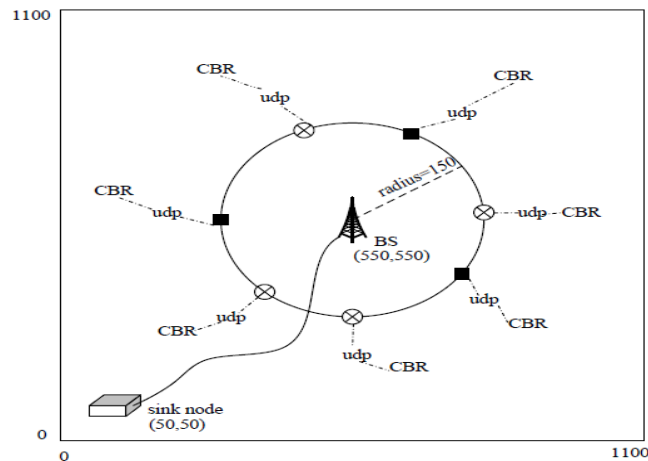 1100
CBR
udp
CBR
udp
radius=150
CBR
udp
BS
(550,550)
udp
CBR
udp
CBR
udp
CBR
udp
CBR
sink node
(50,50)
0
0
1100